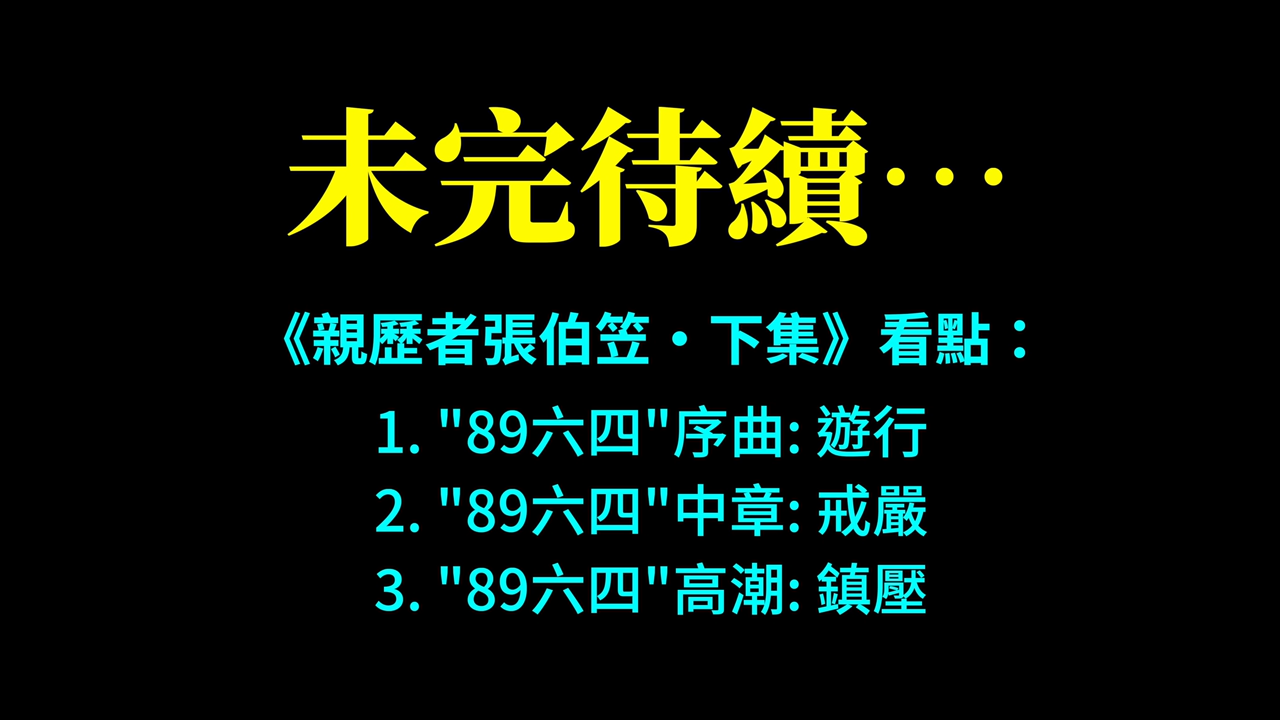 未完待續…
《親歷者張伯笠·下集》看點：
1. "89六四"序曲: 遊行
2. "89六四"中章: 戒嚴
3. "89六四"高潮: 鎮壓